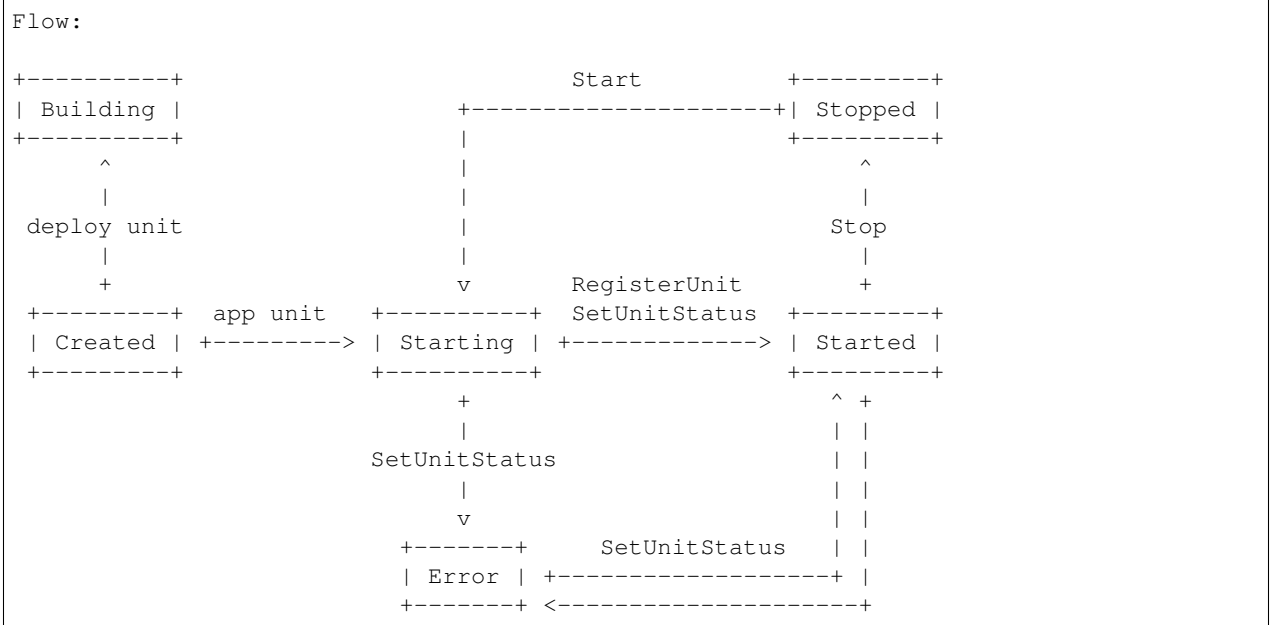 Flow:
Start
Building
Stopped
deploy unit
Stop
RegisterUnit
app unit
SetUnitStatus
Created
Starting
Started
SetUnitStatus
SetUnitStatus
Error